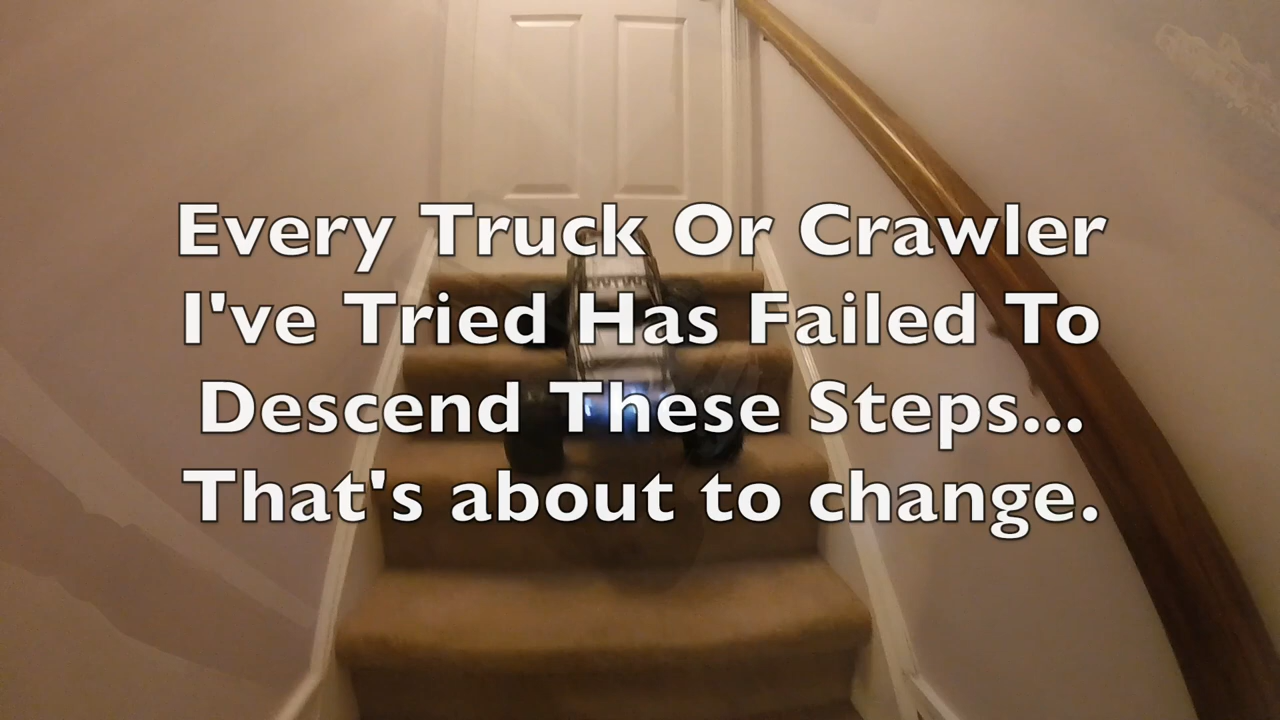 Every Truck Or Crawler
I've Tried Has Failed To
Descend These Steps...
That's about to change.